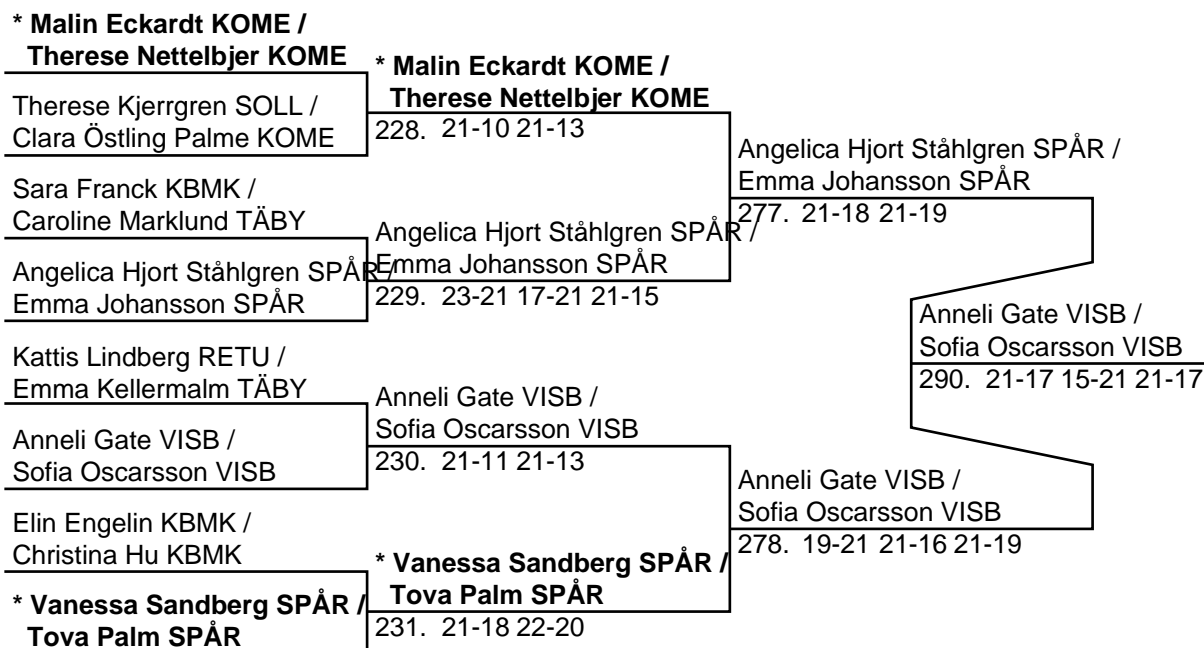 * Malin Eckardt KOME /
Therese Nettelbjer KOME
Therese Kjerrgren SOLL /
Clara Östling Palme KOME
Sara Franck KBMK /
Caroline Marklund TÄBY
Angelica Hjort Ståhlgren SPÅR /
Emma Johansson SPÅR
Kattis Lindberg RETU /
Emma Kellermalm TÄBY
Anneli Gate VISB /
Sofia Oscarsson VISB
Elin Engelin KBMK /
Christina Hu KBMK
* Vanessa Sandberg SPÅR /
Tova Palm SPÅR
* Malin Eckardt KOME /
Therese Nettelbjer KOME
228. 21-10 21-13
Angelica Hjort Ståhlgren SPÅR /
Emma Johansson SPÅR
229. 23-21 17-21 21-15
Anneli Gate VISB /
Sofia Oscarsson VISB
230. 21-11 21-13
* Vanessa Sandberg SPÅR /
Tova Palm SPÅR
231. 21-18 22-20
Angelica Hjort Ståhlgren SPÅR /
Emma Johansson SPÅR
277. 21-18 21-19
Anneli Gate VISB /
Sofia Oscarsson VISB
278. 19-21 21-16 21-19
Anneli Gate VISB /
Sofia Oscarsson VISB
290. 21-17 15-21 21-17